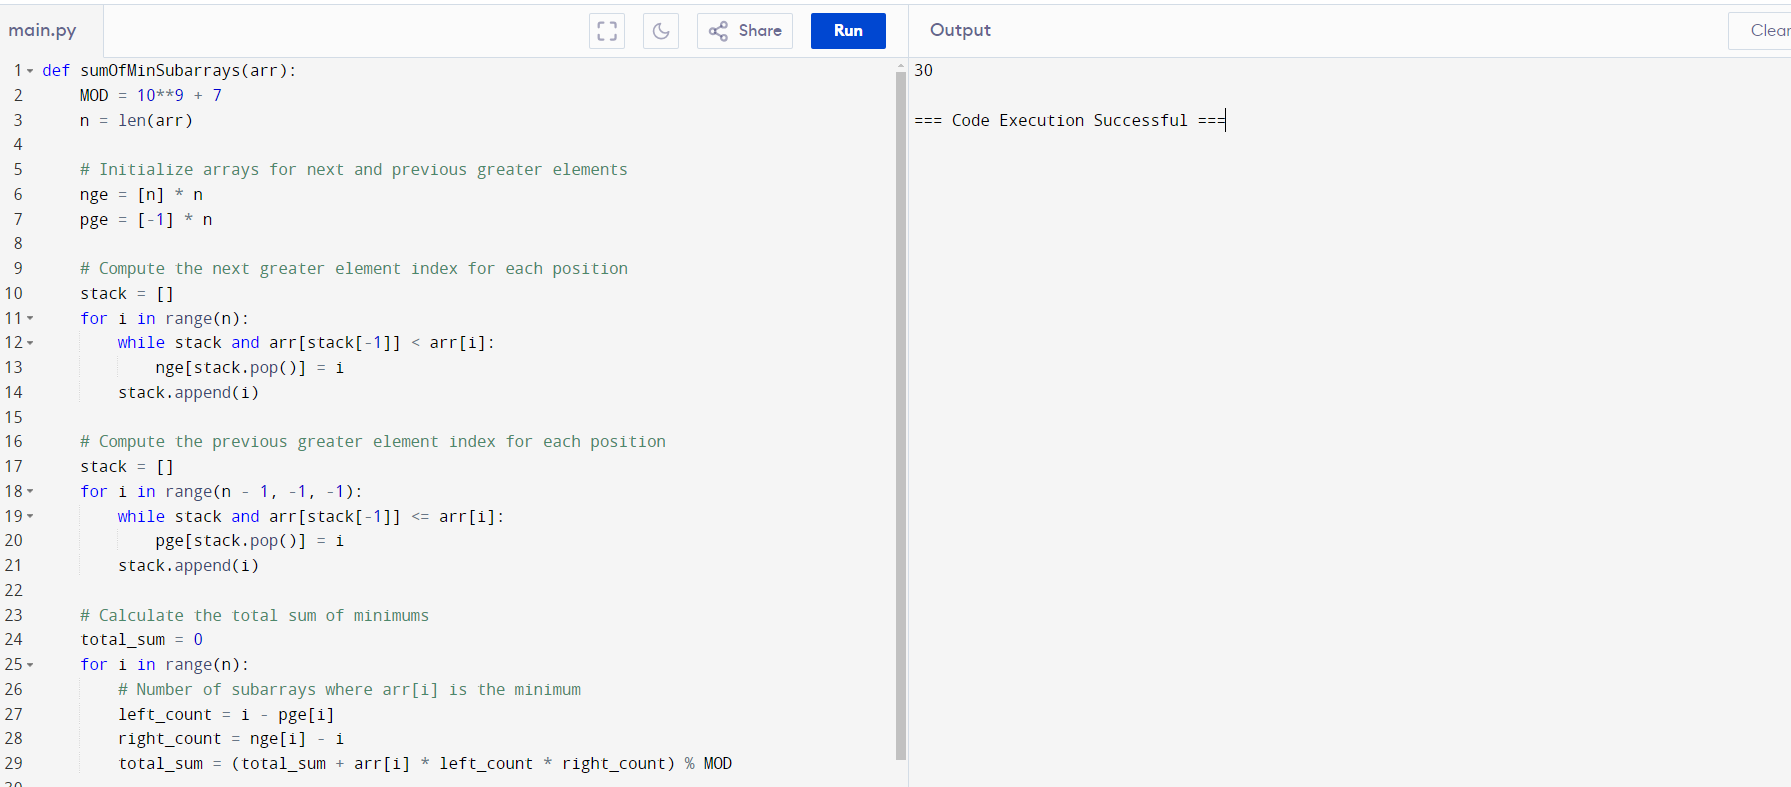 main.py
Share
Run
Output
Clear
1 def sumOfMinSubarrays(arr):
2     MOD = 10**9 + 7
3     n = len(arr)
4
5     # Initialize arrays for next and previous greater elements
6     nge = [n] * n
7     pge = [-1] * n
8
9     # Compute the next greater element index for each position
10     stack = []
11     for i in range(n):
12         while stack and arr[stack[-1]] < arr[i]:
13             nge[stack.pop()] = i
14         stack.append(i)
15
16     # Compute the previous greater element index for each position
17     stack = []
18     for i in range(n - 1, -1, -1):
19         while stack and arr[stack[-1]] <= arr[i]:
20             pge[stack.pop()] = i
21         stack.append(i)
22
23     # Calculate the total sum of minimums
24     total_sum = 0
25     for i in range(n):
26         # Number of subarrays where arr[i] is the minimum
27         left_count = i - pge[i]
28         right_count = nge[i] - i
29         total_sum = (total_sum + arr[i] * left_count * right_count) % MOD
30
30

=== Code Execution Successful ===